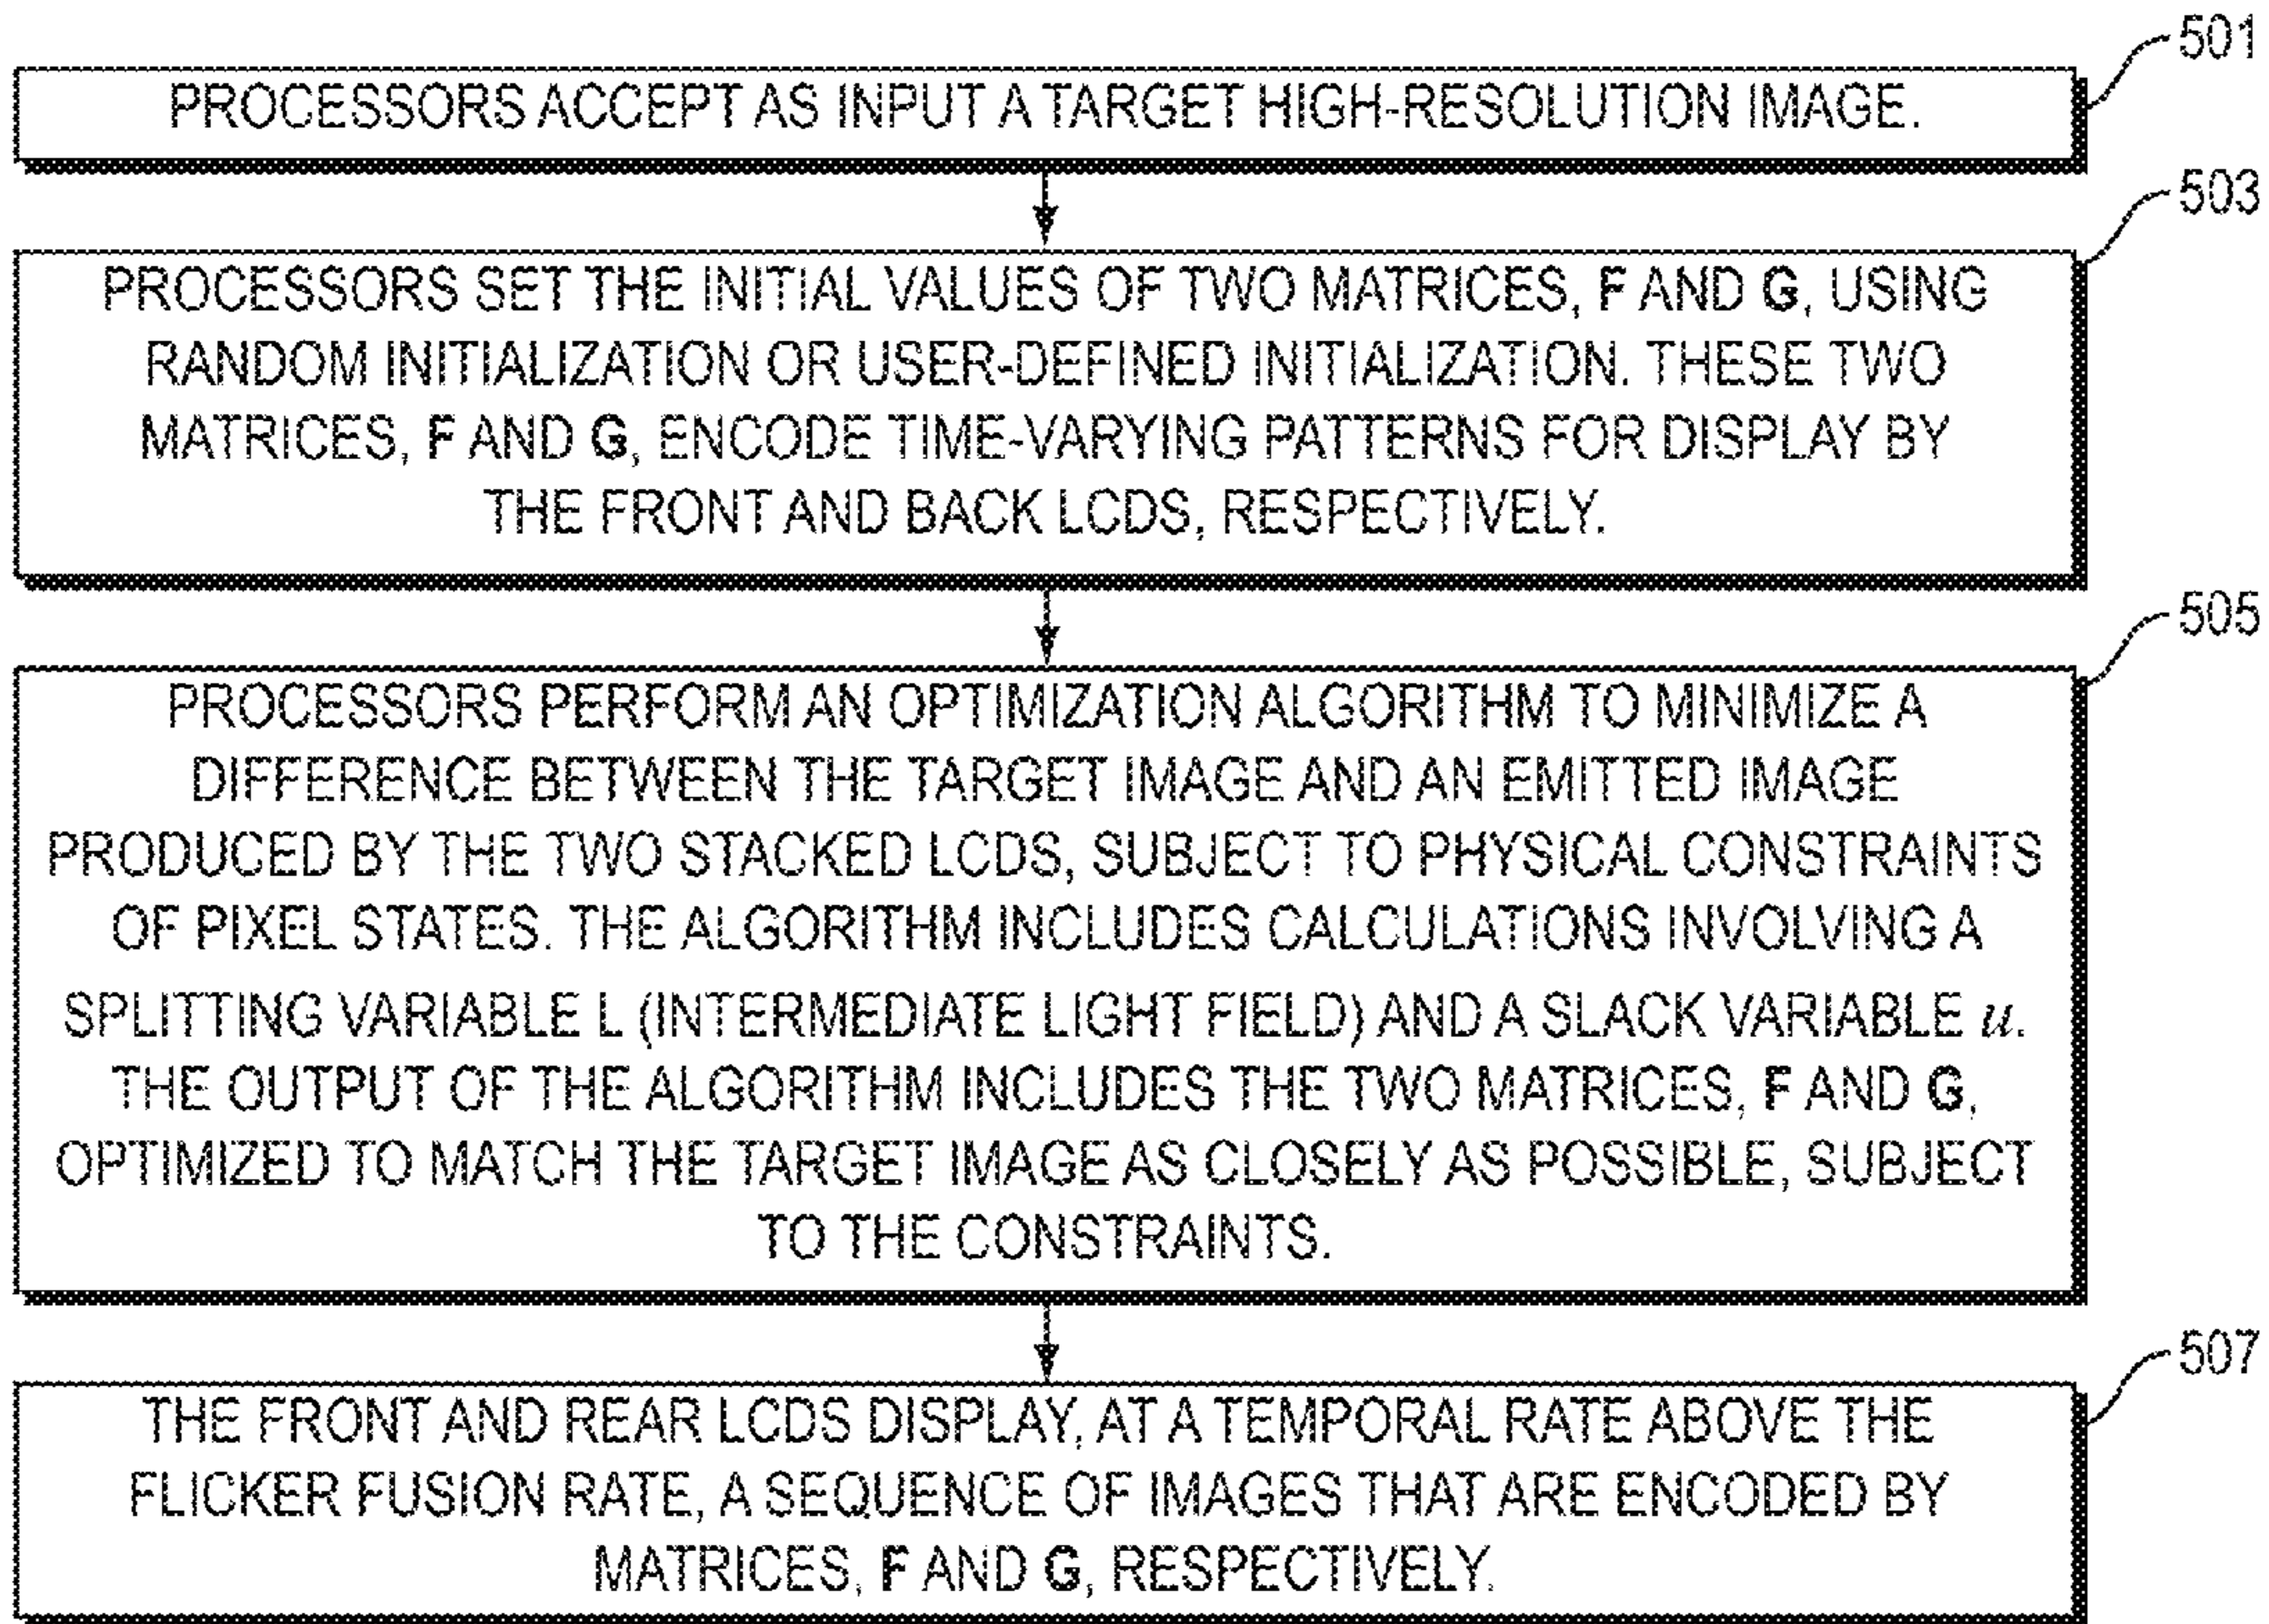 501
PROCESSORS ACCEPT AS INPUT A TARGET HIGH-RESOLUTION IMAGE.
503
PROCESSORS SET THE INITIAL VALUES OF TWO MATRICES, F AND G, USING
RANDOM INITIALIZATION OR USER-DEFINED INITIALIZATION. THESE TWO
MATRICES, F AND G, ENCODE TIME-VARYING PATTERNS FOR DISPLAY BY
THE FRONT AND BACK LCDS, RESPECTIVELY.
505
PROCESSORS PERFORM AN OPTIMIZATION ALGORITHM TO MINIMIZE A
DIFFERENCE BETWEEN THE TARGET IMAGE AND AN EMITTED IMAGE
PRODUCED BY THE TWO STACKED LCDS, SUBJECT TO PHYSICAL CONSTRAINTS
OF PIXEL STATES. THE ALGORITHM INCLUDES CALCULATIONS INVOLVING A
SPLITTING VARIABLE L (INTERMEDIATE LIGHT FIELD) AND A SLACK VARIABLE u.
THE OUTPUT OF THE ALGORITHM INCLUDES THE TWO MATRICES, F AND G,
OPTIMIZED TO MATCH THE TARGET IMAGE AS CLOSELY AS POSSIBLE, SUBJECT
TO THE CONSTRAINTS.
507
THE FRONT AND REAR LCDS DISPLAY, AT A TEMPORAL RATE ABOVE THE
FLICKER FUSION RATE, A SEQUENCE OF IMAGES THAT ARE ENCODED BY
MATRICES, F AND G, RESPECTIVELY.